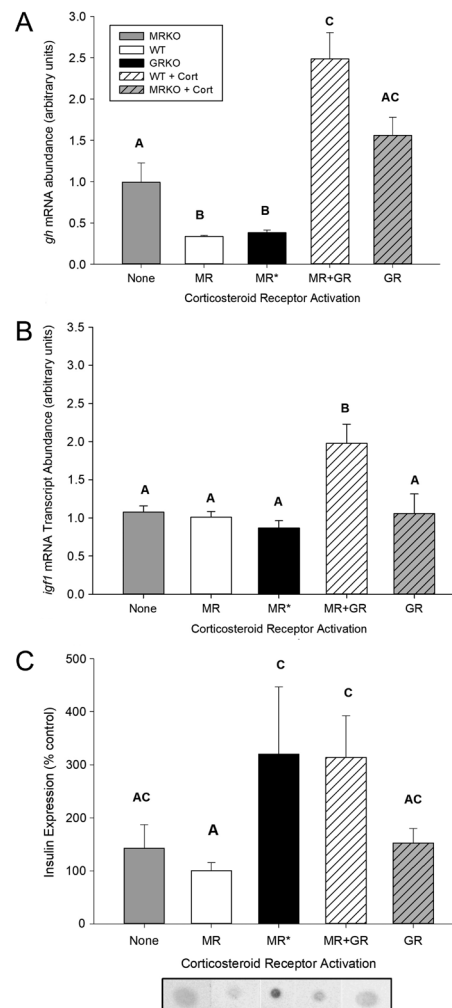 A
gh mRNA abundance (arbitrary units)
3.0
2.5
2.0
1.5
1.0
0.5
0.0
MRKO
WT
GRKO
WT + Cort
MRKO + Cort
A
B
B
C
AC
None MR MR* MR+GR GR
Corticosteroid Receptor Activation
B
igf1 mRNA Transcript Abundance (arbitrary units)
3.5
3.0
2.5
2.0
1.5
1.0
0.5
0.0
A
A
A
B
A
None MR MR* MR+GR GR
Corticosteroid Receptor Activation
C
Insulin Expression (% control)
500
400
300
200
100
0
AC
A
C
C
AC
None MR MR* MR+GR GR
Corticosteroid Receptor Activation